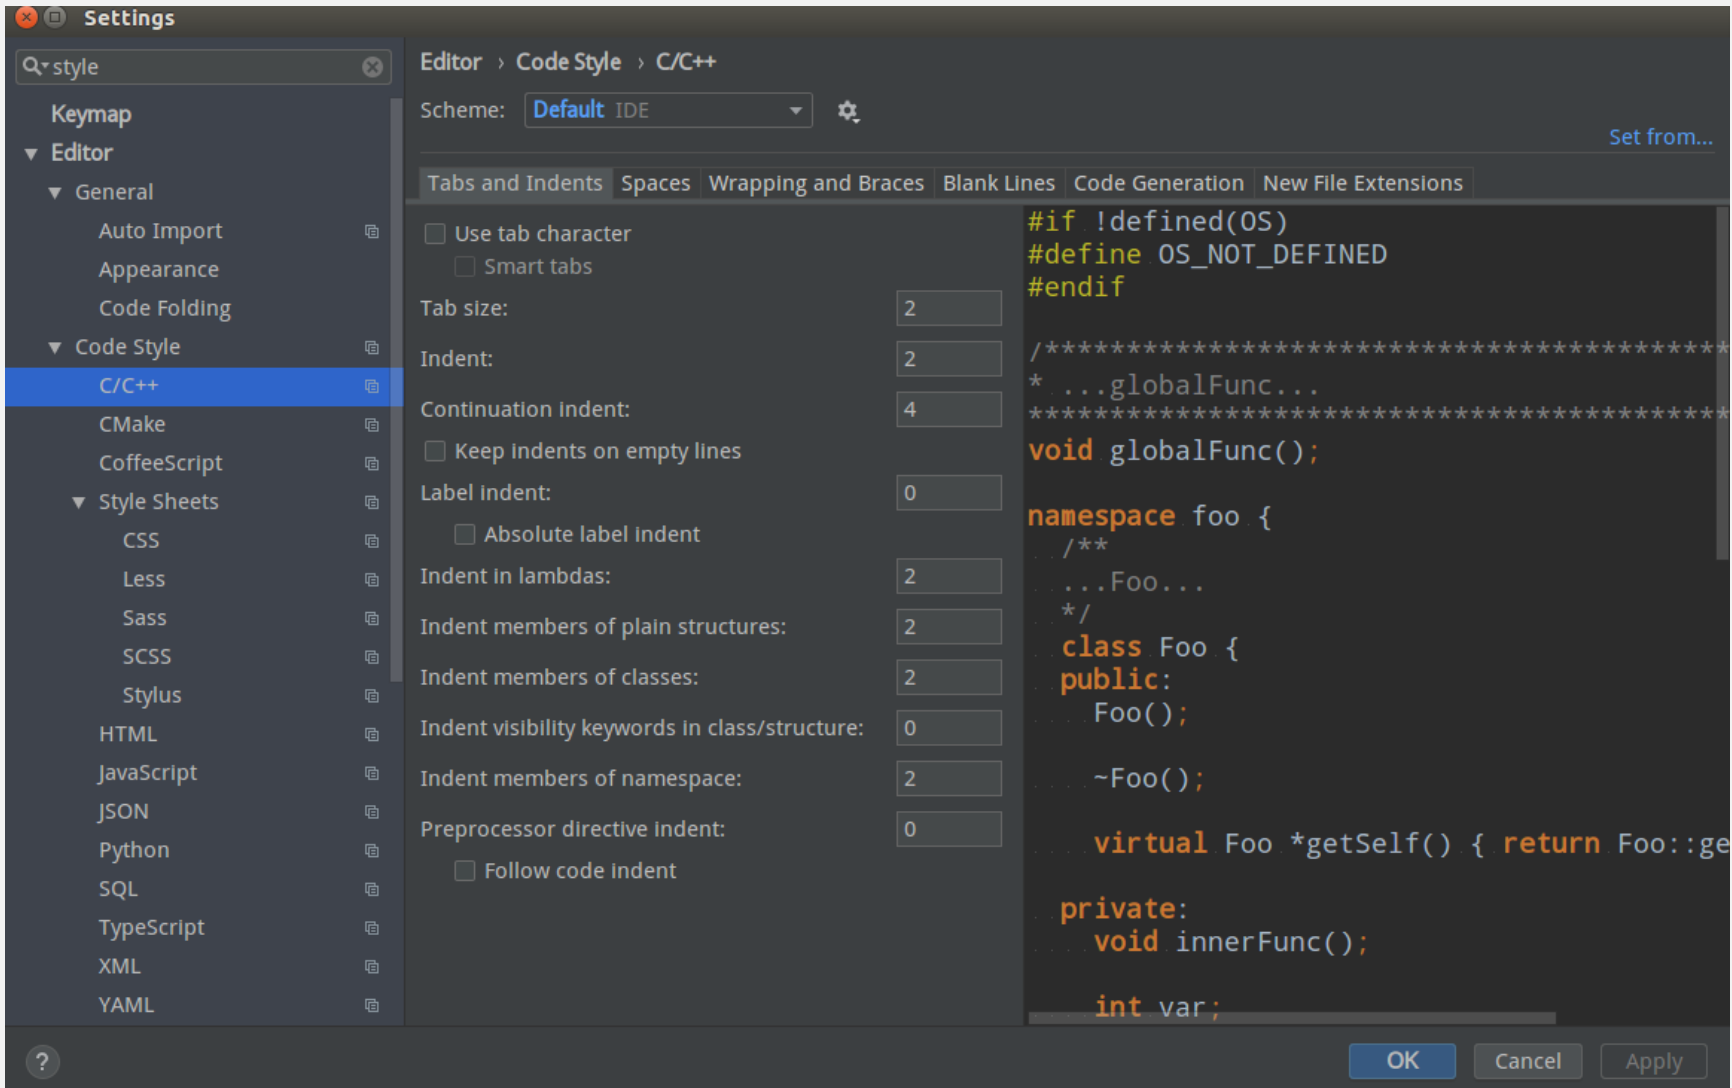 Settings
style
Keymap
Editor
General
Auto Import
Appearance
Code Folding
Code Style
C/C++
CMake
CoffeeScript
Style Sheets
CSS
Less
Sass
SCSS
Stylus
HTML
JavaScript
JSON
Python
SQL
TypeScript
XML
YAML
Editor › Code Style › C/C++
Scheme: Default IDE
Set from...
Tabs and Indents Spaces Wrapping and Braces Blank Lines Code Generation New File Extensions
Use tab character
Smart tabs
Tab size: 2
Indent: 2
Continuation indent: 4
Keep indents on empty lines
Label indent: 0
Absolute label indent
Indent in lambdas: 2
Indent members of plain structures: 2
Indent members of classes: 2
Indent visibility keywords in class/structure: 0
Indent members of namespace: 2
Preprocessor directive indent: 0
Follow code indent
#if !defined(OS)
#define OS_NOT_DEFINED
#endif
/******************************************
* ...globalFunc...
*******************************************
void globalFunc();
namespace foo {
/**
...Foo...
*/
class Foo {
public:
Foo();
~Foo();
virtual Foo *getSelf() { return Foo::ge
private:
void innerFunc();
int var;
?
OK Cancel Apply